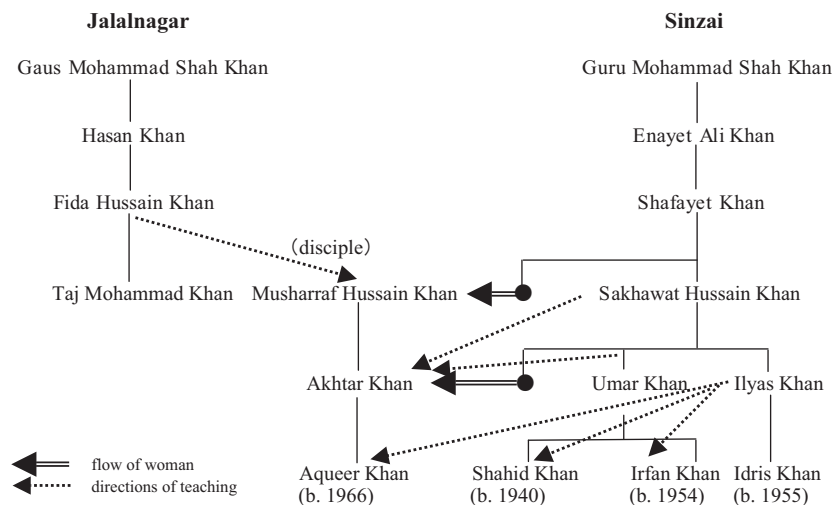 Jalalnagar Sinzai
Gaus Mohammad Shah Khan Guru Mohammad Shah Khan
Hasan Khan Enayet Ali Khan
Fida Hussain Khan Shafayet Khan
(disciple)
Taj Mohammad Khan Musharraf Hussain Khan Sakhawat Hussain Khan
Akhtar Khan Umar Khan Ilyas Khan
flow of woman Aqueer Khan Shahid Khan Irfan Khan Idris Khan
directions of teaching (b. 1966) (b. 1940) (b. 1954) (b. 1955)